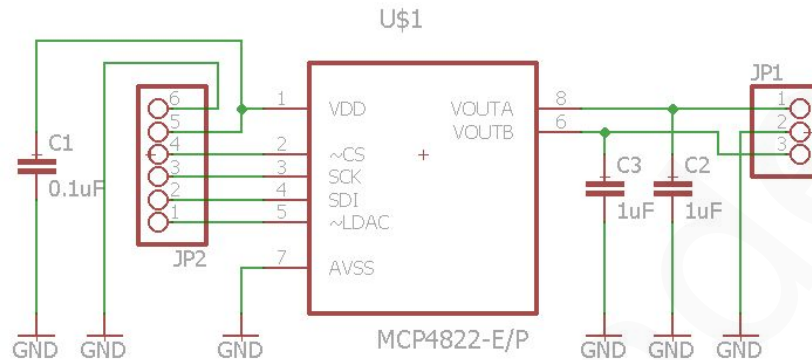 U$1
JP1
JP2
6
5
4
3
2
1
C1
0.1uF
1
2
3
4
5
7
VDD
~CS
SCK
SDI
~LDAC
AVSS
VOUTA
VOUTB
8
6
1
2
3
C3
1uF
C2
1uF
GND
GND
GND
GND
GND
GND
MCP4822-E/P